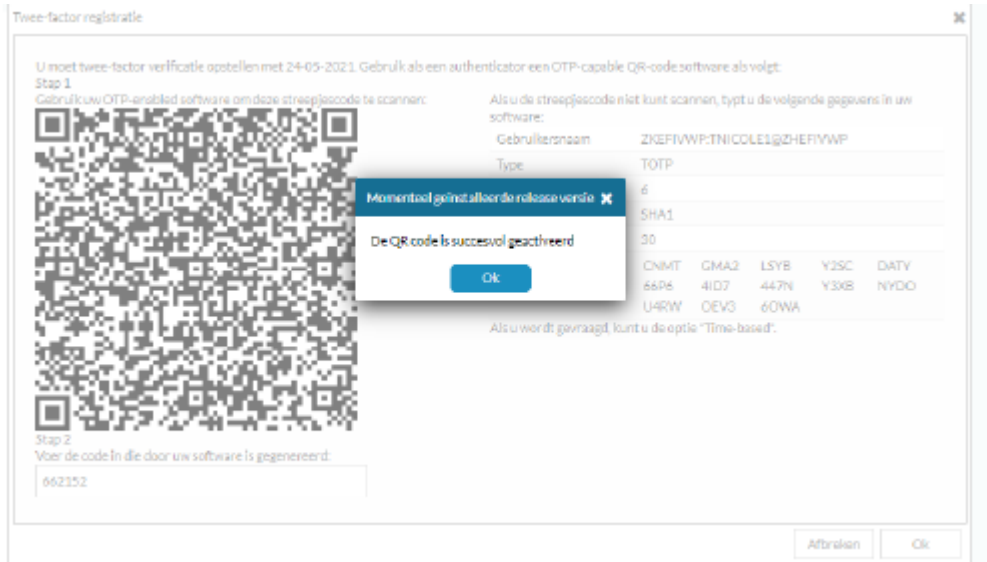 Twee-factor registratie
U moet twee-factor verificatie opstellen met 24-05-2021. Gebruik als een authenticator een OTP-capable QR-code software als volgt:
Stap 1
Gebruik uw OTP-enabled software om deze streepjescode te scannen:
Als u de streepjescode niet kunt scannen, typt u de volgende gegevens in uw
software:
Gebruikersnaam ZKEFIVWP:TNICOLE1@ZHEFIVWP
Type TOTP
6
SHA1
30
CNMT GMA2 LSYB Y2SC DATV
66P6 4ID7 447N Y3XB NYDO
U4RW OEV3 6OWA
Als u wordt gevraagd, kunt u de optie "Time-based".
Momenteel geïnstalleerde release versie
De QR code is succesvol geacthreerd
Ok
Stap 2
Voer de code in die door uw software is gegenereerd:
662352
Afbreken Ok